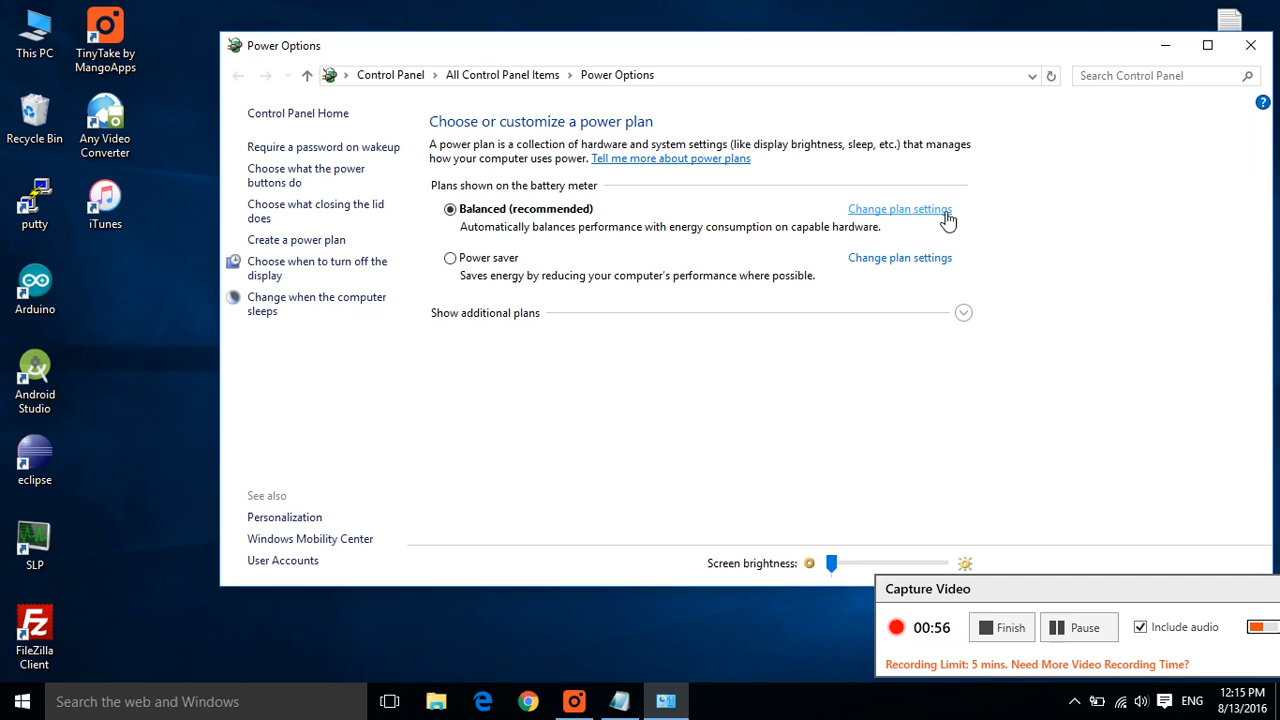 This PC
TinyTake by
MangoApps
Recycle Bin
Any Video
Converter
putty
iTunes
Arduino
Android
Studio
eclipse
SLP
FileZilla
Client
Power Options
Control Panel
All Control Panel Items
Power Options
Search Control Panel
Control Panel Home
Require a password on wakeup
Choose what the power
buttons do
Choose what closing the lid
does
Create a power plan
Choose when to turn off the
display
Change when the computer
sleeps
See also
Personalization
Windows Mobility Center
User Accounts
Choose or customize a power plan
A power plan is a collection of hardware and system settings (like display brightness, sleep, etc.) that manages
how your computer uses power. Tell me more about power plans
Plans shown on the battery meter
Balanced (recommended) Change plan settings
Automatically balances performance with energy consumption on capable hardware.
Power saver Change plan settings
Saves energy by reducing your computer's performance where possible.
Show additional plans
Screen brightness:
Capture Video
00:56 Finish Pause Include audio
Recording Limit: 5 mins. Need More Video Recording Time?
Search the web and Windows
ENG
12:15 PM
8/13/2016